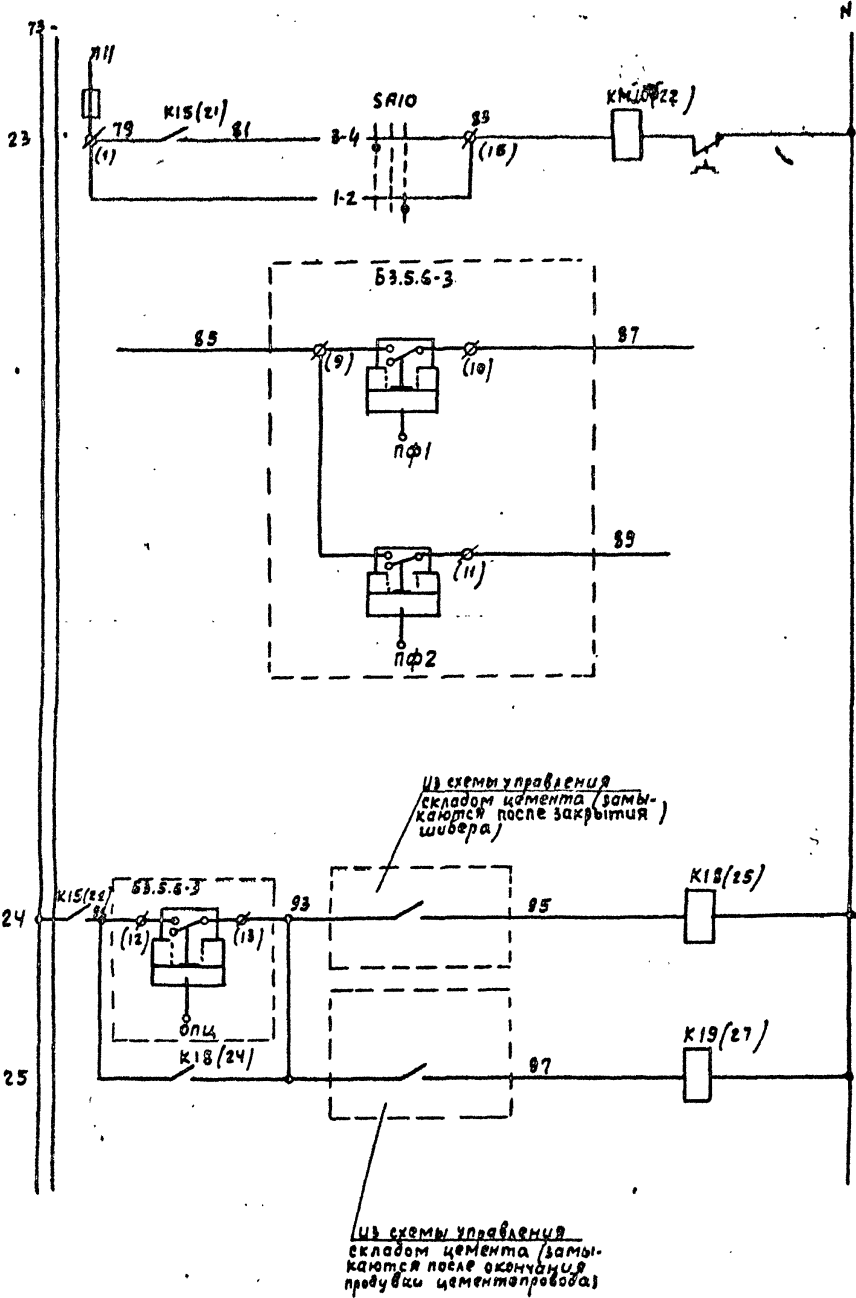 73-
N
ЛП
К15(21)
SA10
83
23
79
81
3-4
(1)
(16)
1-2
Б3.5.6-3
85
87
(9)
(10)
ПФ1
89
(11)
ПФ2
Из схемы управления
складом цемента (замы-
каются после закрытия
шибера)
К15(22)
Б3.5.6-3
93
К18(25)
24
95
(12)
(13)
ОПЦ
К18(24)
К19(27)
25
97
Из схемы управления
складом цемента (замы-
каются после окончания
продувки цементопровода)